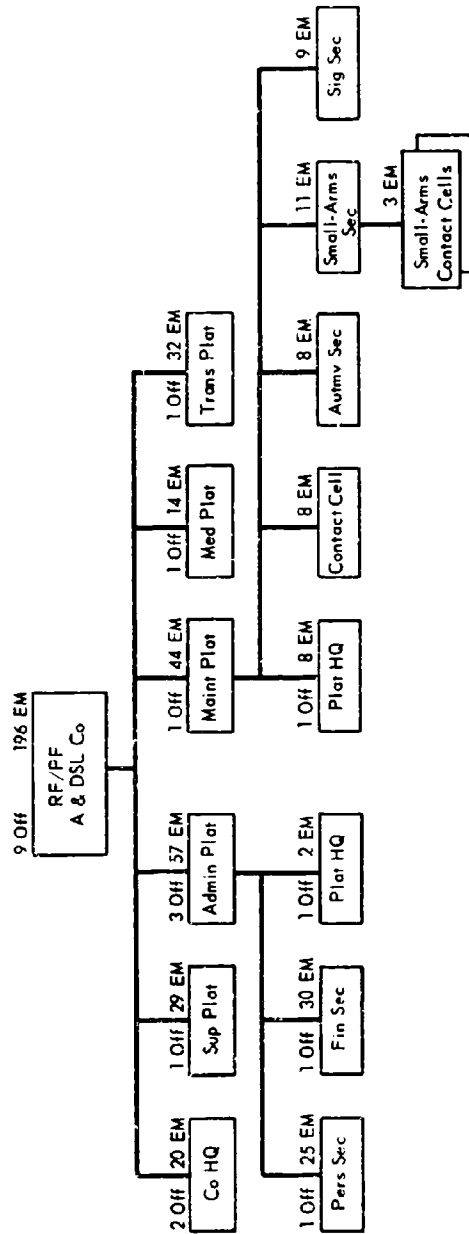 9 Off 196 EM
RF/PF
A & DSL Co
2 Off 20 EM
Co HQ
1 Off 29 EM
Sup Plat
3 Off 57 EM
Admin Plat
1 Off 44 EM
Maint Plat
1 Off 14 EM
Med Plat
1 Off 32 EM
Trans Plat
1 Off 25 EM
Pers Sec
1 Off 30 EM
Fin Sec
1 Off 2 EM
Plat HQ
1 Off 8 EM
Plat HQ
8 EM
Contact Cell
8 EM
Autmv Sec
11 EM
Small-Arms
Sec
9 EM
Sig Sec
3 EM
Small-Arms
Contact Cells